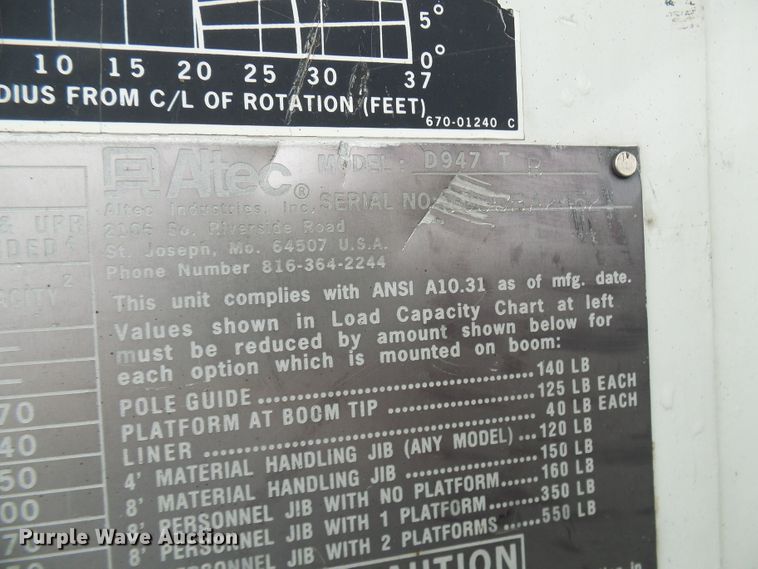 5°
0°
10 15 20 25 30 37
DIUS FROM C/L OF ROTATION (FEET)
670-01240 C
Altec® MODEL: D947 T B
Altec Industries, Inc. SERIAL NO.
2106 So. Riverside Road
St. Joseph, Mo. 64507 U.S.A.
Phone Number 816-364-2244
& UPR
NDED
CITY 2
This unit complies with ANSI A10.31 as of mfg. date.
Values shown in Load Capacity Chart at left
must be reduced by amount shown below for
each option which is mounted on boom:
POLE GUIDE 140 LB
PLATFORM AT BOOM TIP 125 LB EACH
LINER 40 LB EACH
4' MATERIAL HANDLING JIB (ANY MODEL) 120 LB
8' MATERIAL HANDLING JIB 150 LB
8' PERSONNEL JIB WITH NO PLATFORM 160 LB
8' PERSONNEL JIB WITH 1 PLATFORM 350 LB
JIB WITH 2 PLATFORMS 550 LB
70
40
50
00
70
CAUTION
Purple Wave Auction